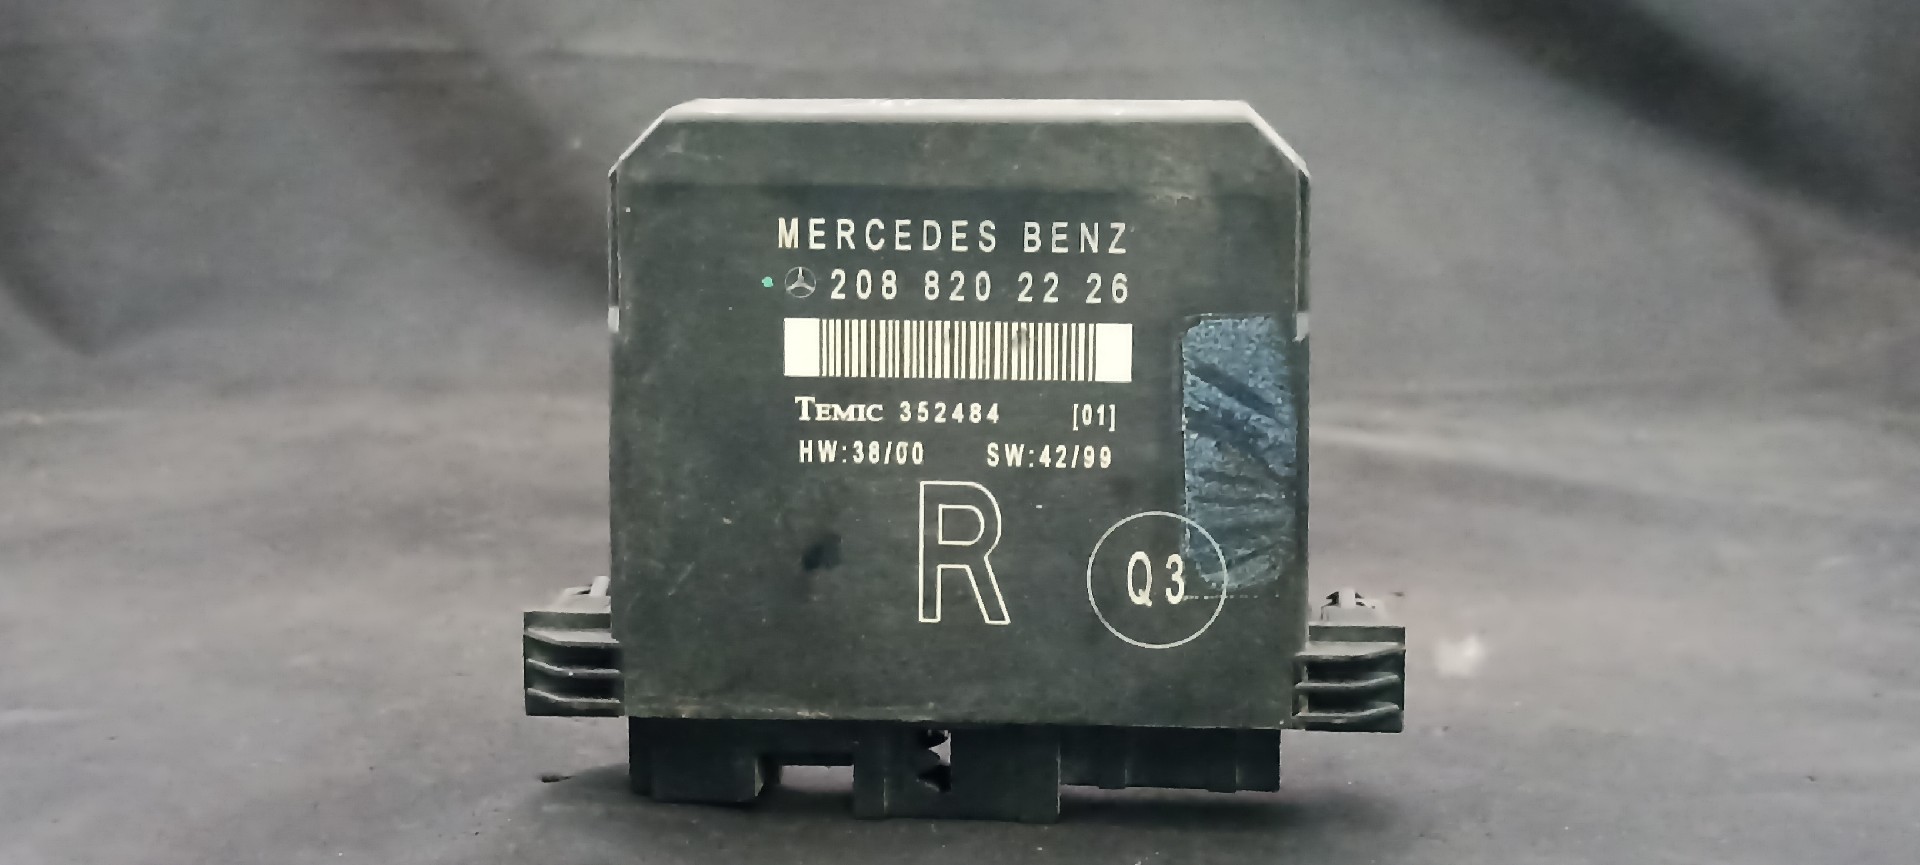 MERCEDES BENZ
208 820 22 26
TEMIC 352484 [01]
HW:38/00 SW:42/99
R
Q3